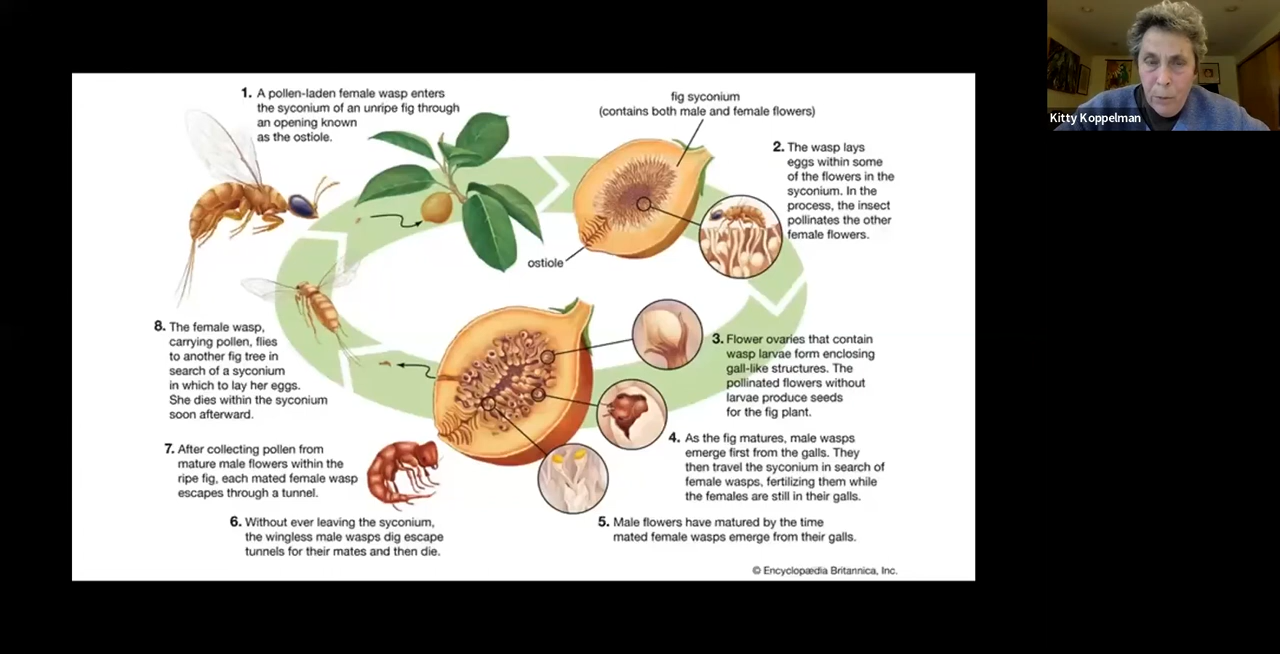 1. A pollen-laden female wasp enters
the syconium of an unripe fig through
an opening known
as the ostiole.
fig syconium
(contains both male and female flowers)
2. The wasp lays
eggs within some
of the flowers in the
syconium. In the
process, the insect
pollinates the other
female flowers.
ostiole
3. Flower ovaries that contain
wasp larvae form enclosing
gall-like structures. The
pollinated flowers without
larvae produce seeds
for the fig plant.
4. As the fig matures, male wasps
emerge first from the galls. They
then travel the syconium in search of
female wasps, fertilizing them while
the females are still in their galls.
5. Male flowers have matured by the time
mated female wasps emerge from their galls.
6. Without ever leaving the syconium,
the wingless male wasps dig escape
tunnels for their mates and then die.
7. After collecting pollen from
mature male flowers within the
ripe fig, each mated female wasp
escapes through a tunnel.
8. The female wasp,
carrying pollen, flies
to another fig tree in
search of a syconium
in which to lay her eggs.
She dies within the syconium
soon afterward.
© Encyclopædia Britannica, Inc.
Kitty Koppelman